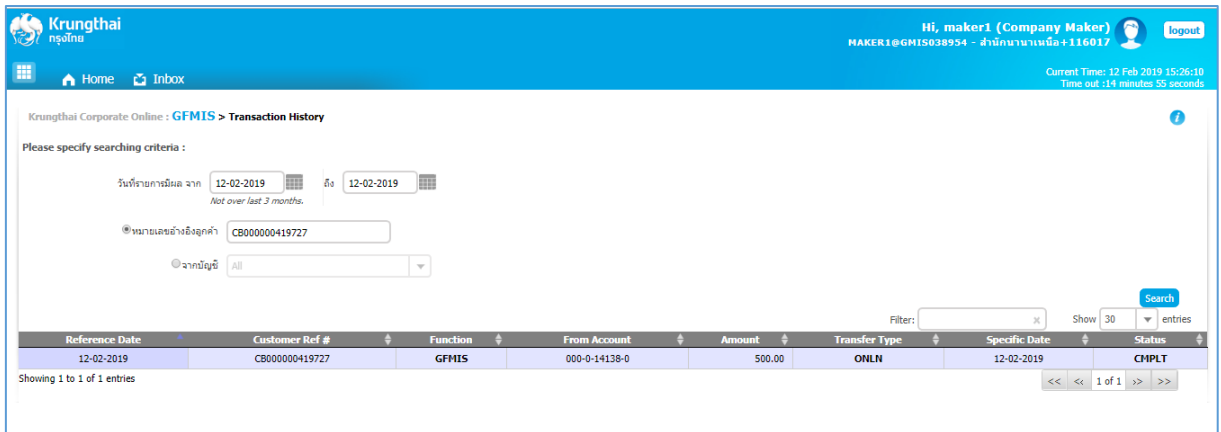 Krungthai
กรุงไทย
Hi, maker1 (Company Maker)
MAKER1@GMIS038954 - สำนักนานาเหนือ+116017
logout
Home Inbox
Current Time: 12 Feb 2019 15:26:10
Time out :14 minutes 55 seconds
Krungthai Corporate Online : GFMIS > Transaction History
Please specify searching criteria :
วันที่รายการมีผล จาก 12-02-2019 ถึง 12-02-2019
Not over last 3 months.
หมายเลขอ้างอิงลูกค้า CB000000419727
จากบัญชี All
Search
Filter: x Show 30 entries
Reference Date Customer Ref # Function From Account Amount Transfer Type Specific Date Status
12-02-2019 CB000000419727 GFMIS 000-0-14138-0 500.00 ONLN 12-02-2019 CMPLT
Showing 1 to 1 of 1 entries
<< < 1 of 1 > >>